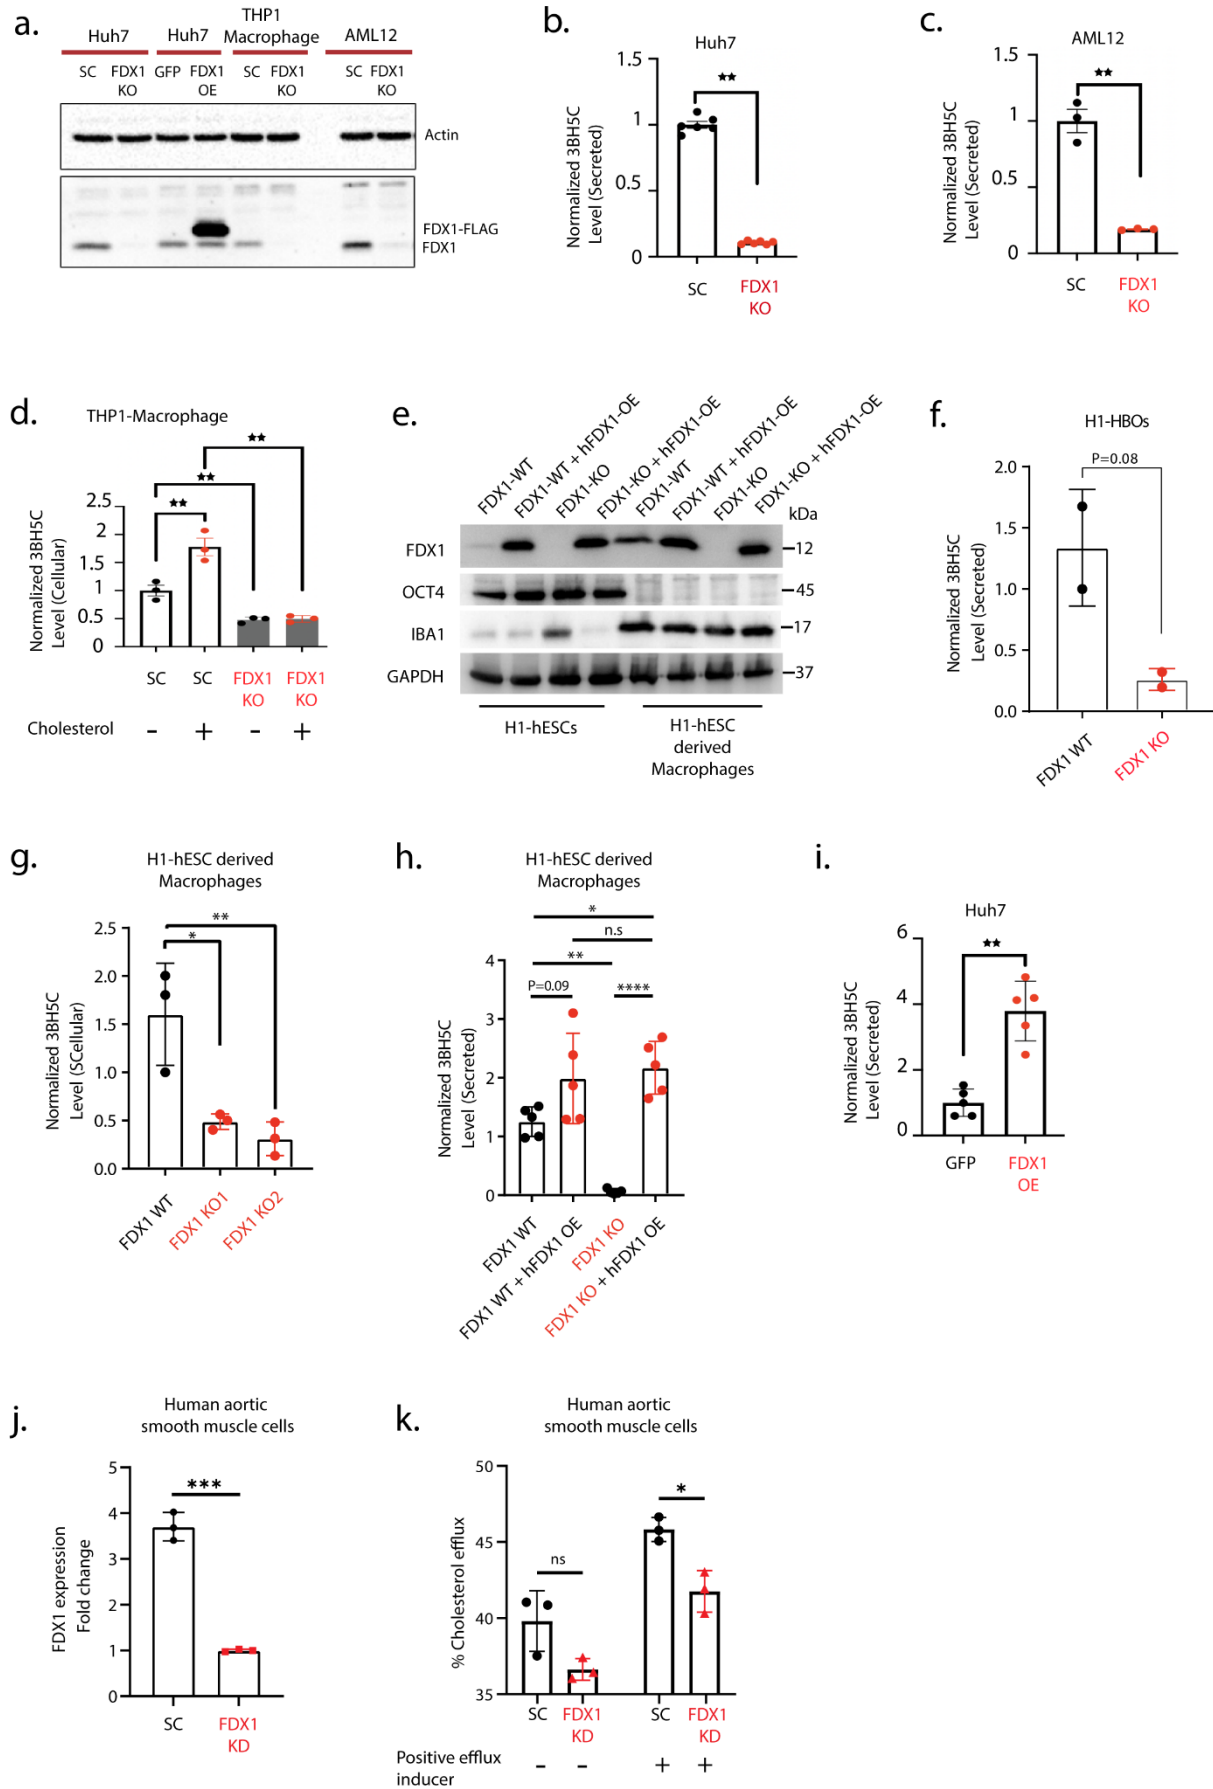 a.
Huh7
Huh7
THP1
Macrophage
AML12
SC
FDX1
KO
GFP
FDX1
OE
SC
FDX1
KO
SC
FDX1
KO
Actin
FDX1-FLAG
FDX1
b.
Huh7
Normalized 3BH5C
Level (Secreted)
1.5
1
0.5
0
★★
SC
FDX1
KO
c.
AML12
Normalized 3BH5C
Level (Secreted)
1.5
1
0.5
0
★★
SC
FDX1
KO
d.
THP1-Macrophage
Normalized 3BH5C
Level (Cellular)
2.5
2
1.5
1
0.5
0
★★
★★
★★
SC
SC
FDX1
KO
FDX1
KO
Cholesterol
- + - +
e.
FDX1-WT
FDX1-WT + hFDX1-OE
FDX1-KO
FDX1-KO + hFDX1-OE
FDX1-WT
FDX1-WT + hFDX1-OE
FDX1-KO
FDX1-KO + hFDX1-OE
kDa
FDX1
12
OCT4
45
IBA1
17
GAPDH
37
H1-hESCs
H1-hESC
derived
Macrophages
f.
H1-HBOs
Normalized 3BH5C
Level (Secreted)
2.0
1.5
1.0
0.5
0.0
P=0.08
FDX1 WT
FDX1 KO
g.
H1-hESC derived
Macrophages
Normalized 3BH5C
Level (SCellular)
2.5
2.0
1.5
1.0
0.5
0.0
**
*
FDX1 WT
FDX1 KO1
FDX1 KO2
h.
H1-hESC derived
Macrophages
Normalized 3BH5C
Level (Secreted)
4
3
2
1
0
*
n.s
**
P=0.09
****
FDX1 WT
FDX1 WT + hFDX1 OE
FDX1 KO
FDX1 KO + hFDX1 OE
i.
Huh7
Normalized 3BH5C
Level (Secreted)
6
4
2
0
★★
GFP
FDX1
OE
j.
Human aortic
smooth muscle cells
FDX1 expression
Fold change
5
4
3
2
1
0
***
SC
FDX1
KD
k.
Human aortic
smooth muscle cells
% Cholesterol efflux
50
45
40
35
ns
*
SC
FDX1
KD
SC
FDX1
KD
Positive efflux
inducer
- - + +